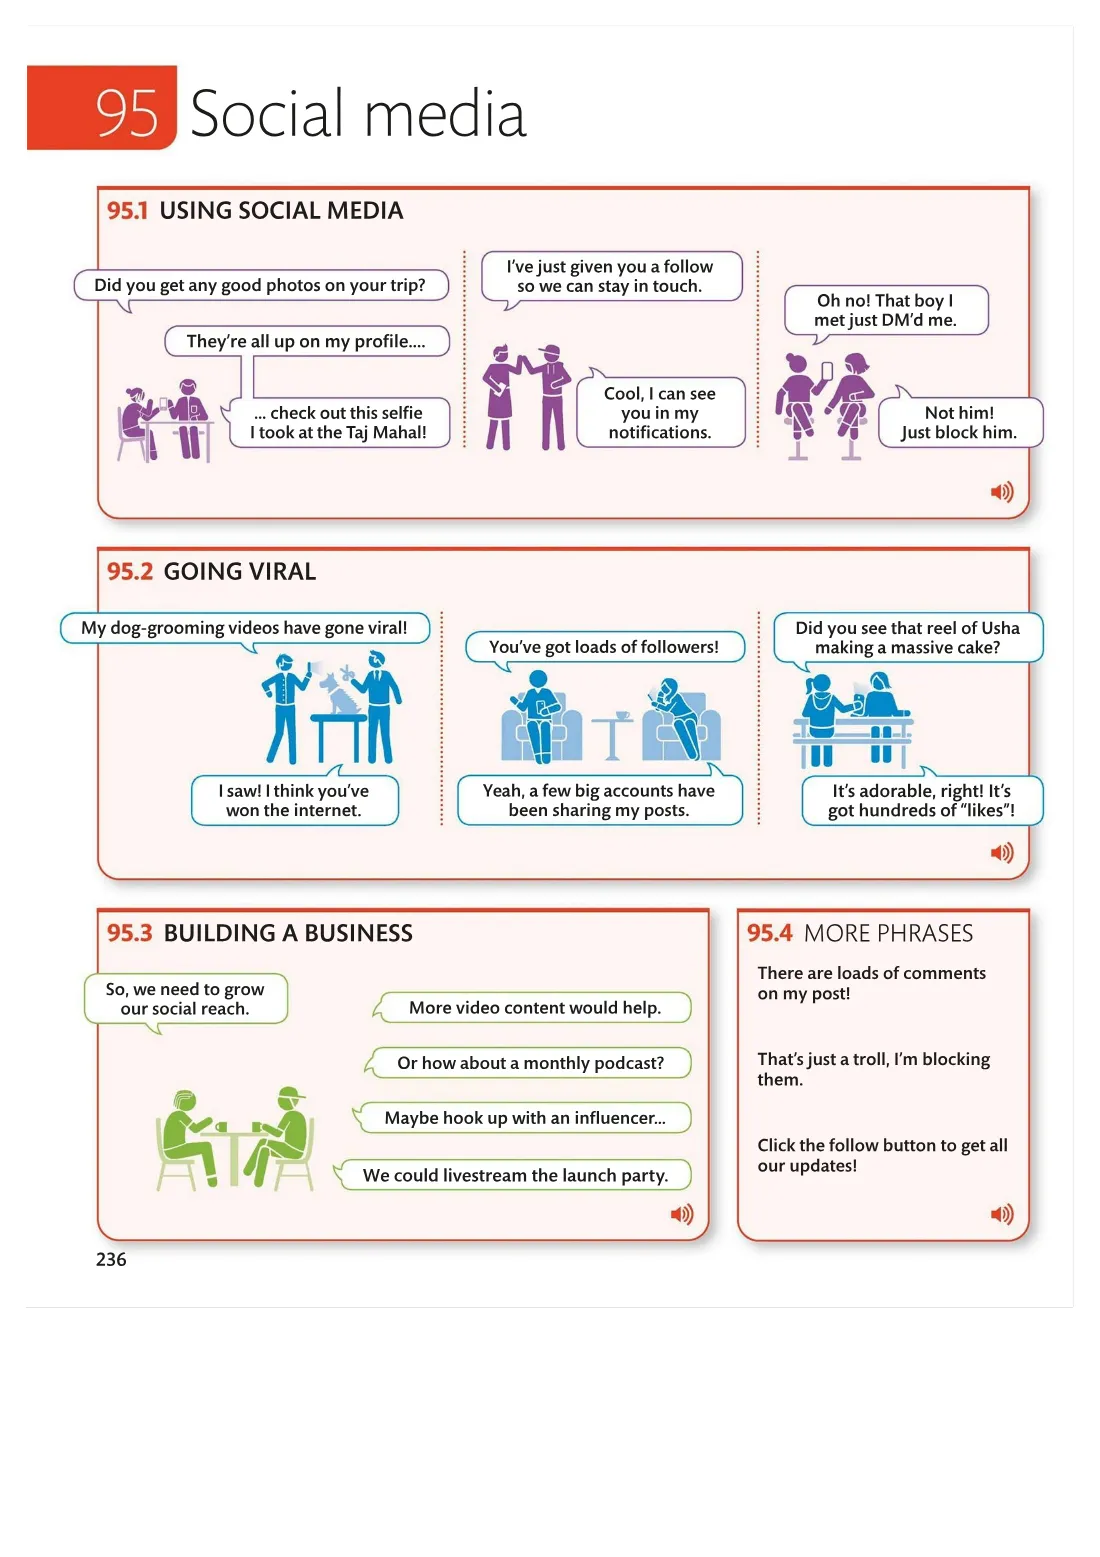 95 Social media
95.1 USING SOCIAL MEDIA
Did you get any good photos on your trip?
They're all up on my profile....
... check out this selfie
I took at the Taj Mahal!
I've just given you a follow
so we can stay in touch.
Cool, I can see
you in my
notifications.
Oh no! That boy I
met just DM'd me.
Not him!
Just block him.
95.2 GOING VIRAL
My dog-grooming videos have gone viral!
I saw! I think you've
won the internet.
You've got loads of followers!
Yeah, a few big accounts have
been sharing my posts.
Did you see that reel of Usha
making a massive cake?
It's adorable, right! It's
got hundreds of “likes”!
95.3 BUILDING A BUSINESS
So, we need to grow
our social reach.
More video content would help.
Or how about a monthly podcast?
Maybe hook up with an influencer...
We could livestream the launch party.
95.4 MORE PHRASES
There are loads of comments
on my post!
That's just a troll, I'm blocking
them.
Click the follow button to get all
our updates!
236